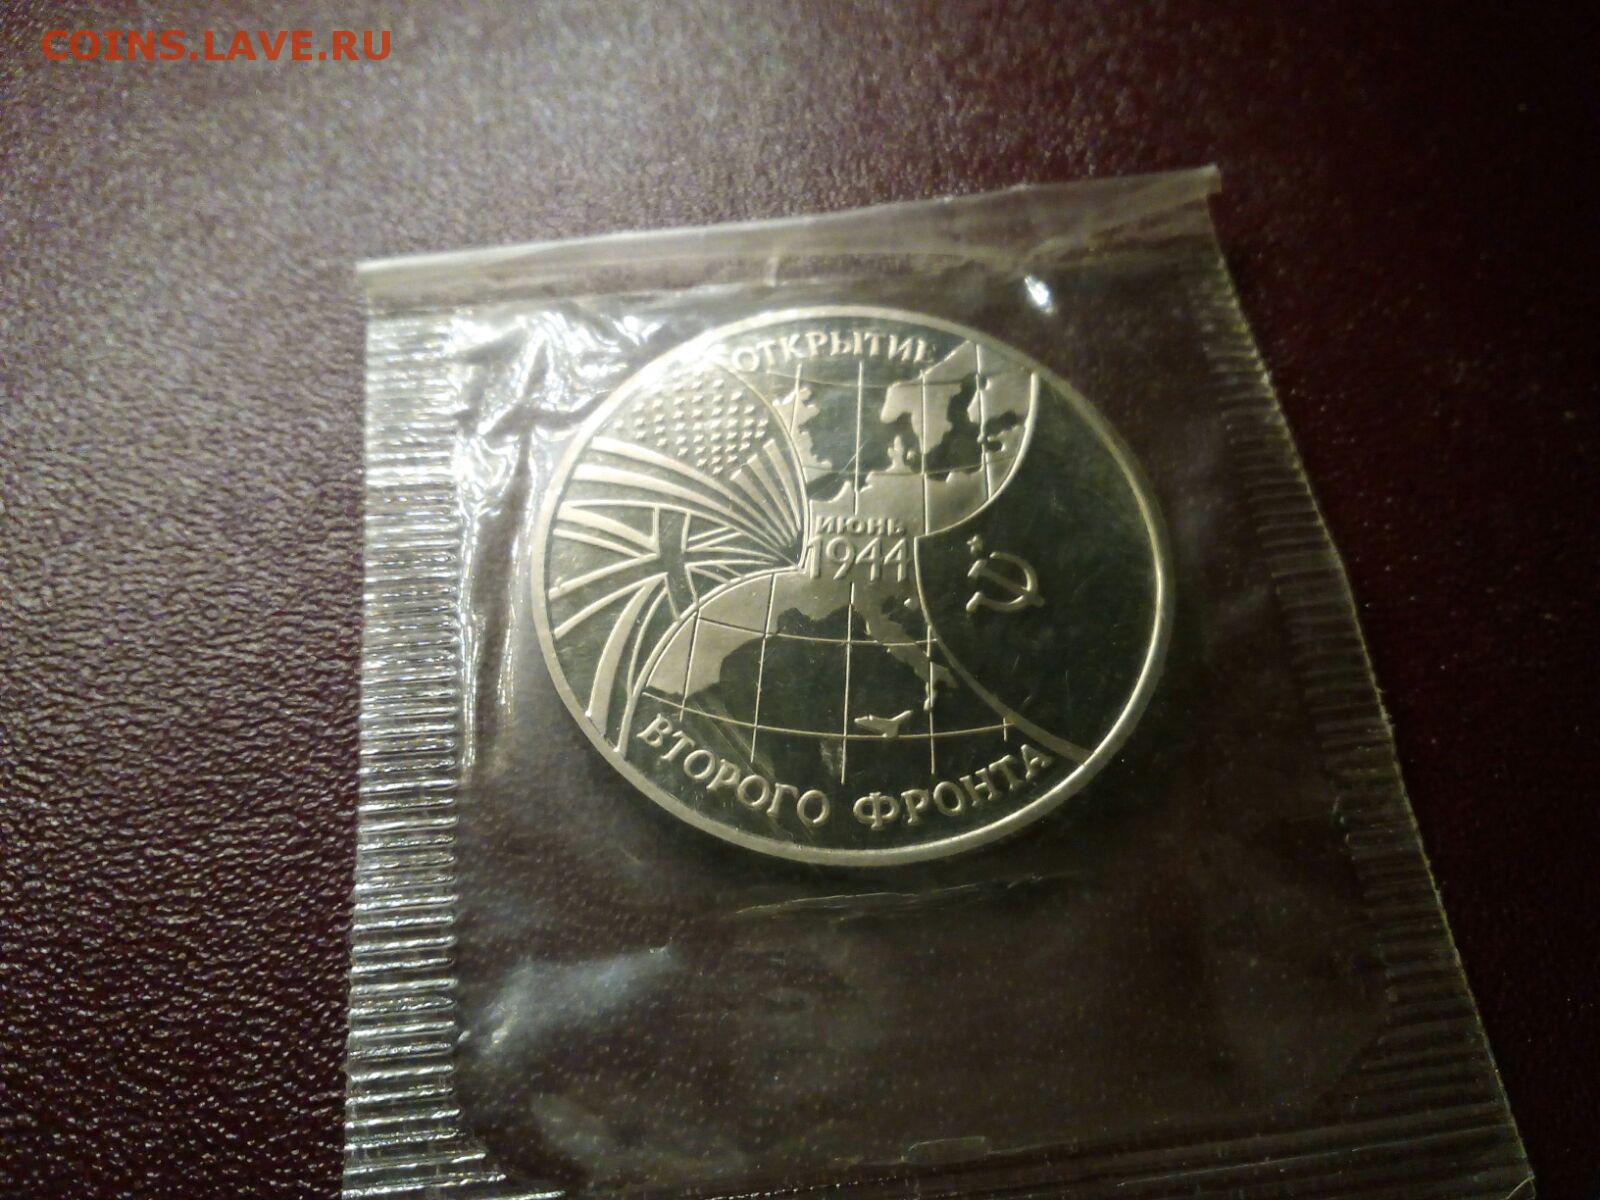 COINS.LAVE.RU
ОТКРЫТИЕ
ИЮНЬ
1944
ВТОРОГО ФРОНТА